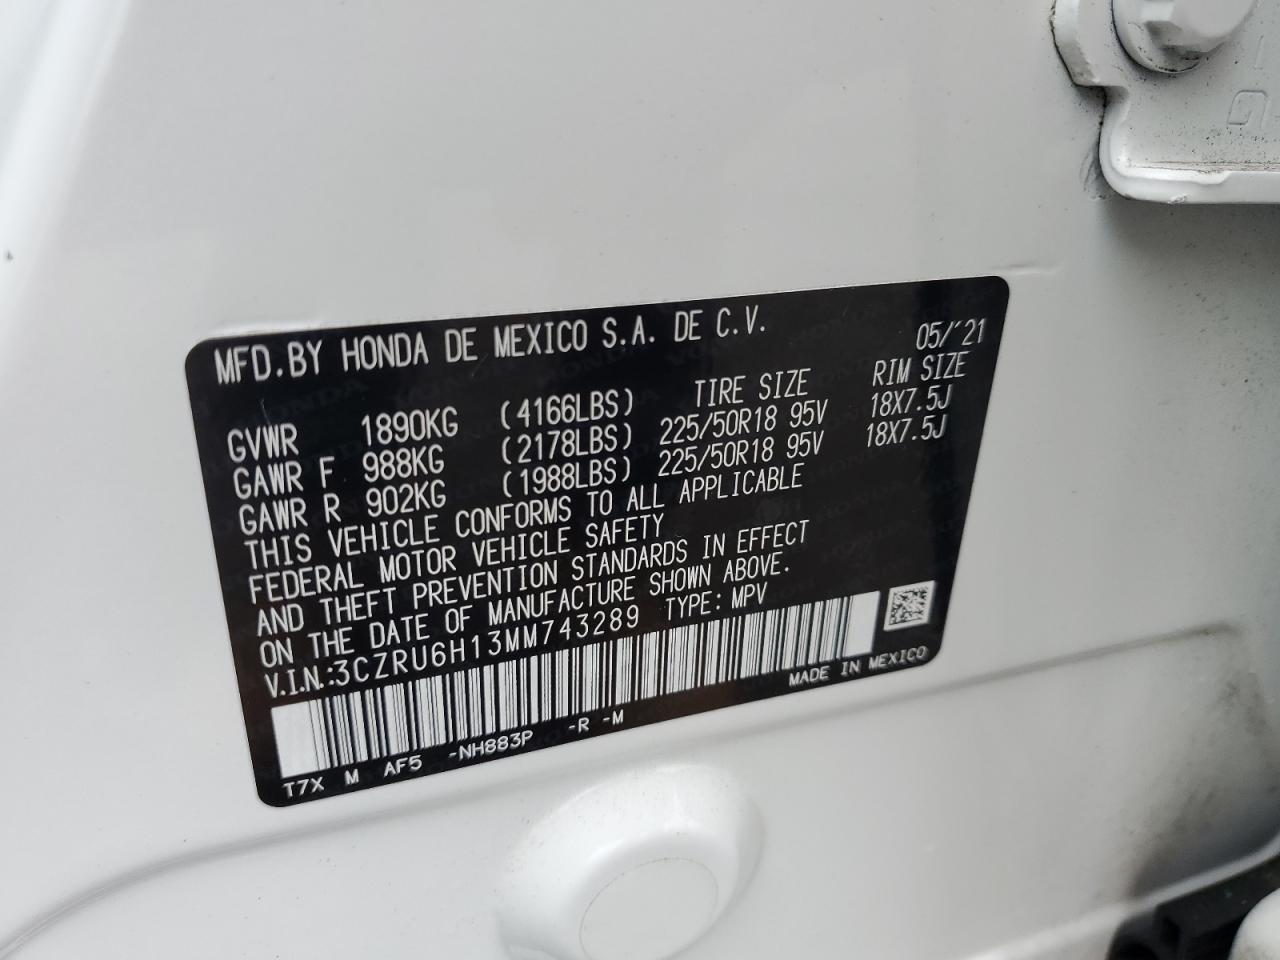 MFD.BY HONDA DE MEXICO S.A. DE C.V. 05/'21
TIRE SIZE RIM SIZE
GVWR 1890KG (4166LBS) 225/50R18 95V 18X7.5J
GAWR F 988KG (2178LBS) 225/50R18 95V 18X7.5J
GAWR R 902KG (1988LBS)
THIS VEHICLE CONFORMS TO ALL APPLICABLE
FEDERAL MOTOR VEHICLE SAFETY
AND THEFT PREVENTION STANDARDS IN EFFECT
ON THE DATE OF MANUFACTURE SHOWN ABOVE.
V.I.N.:3CZRU6H13MM743289 TYPE:MPV
MADE IN MEXICO
T7X M AF5 -NH883P -R -M